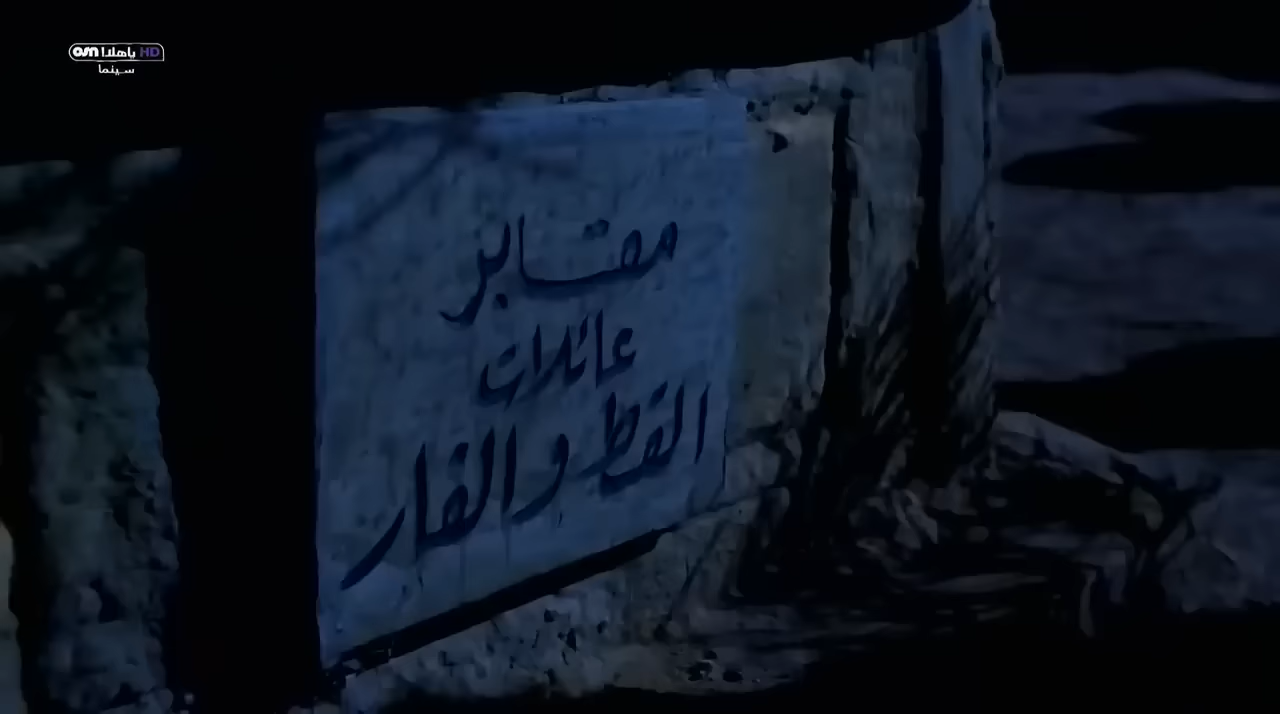 osn ياهلا HD
سينما
مقابر
عائلات
القط والفار